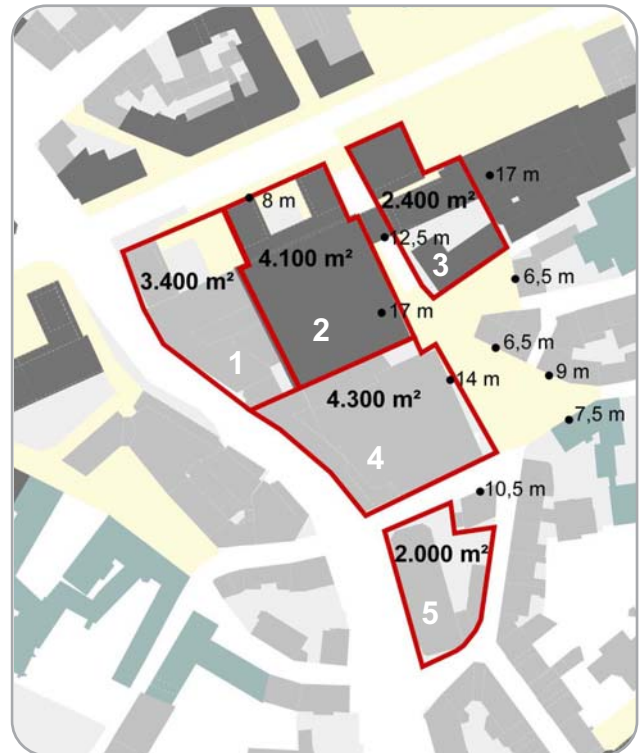 17 m
8 m
2.400 m²
12,5 m
3.400 m²
4.100 m²
3
6,5 m
17 m
2
6,5 m
1
9 m
14 m
4.300 m²
7,5 m
4
10,5 m
2.000 m²
5